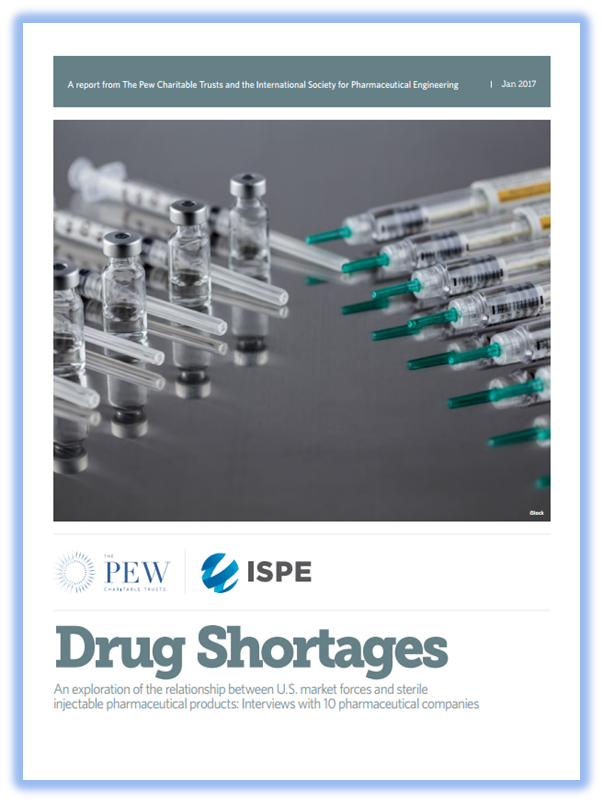 A report from The Pew Charitable Trusts and the International Society for Pharmaceutical Engineering | Jan 2017
iStock
THE
PEW
CHARITABLE TRUSTS
ISPE
Drug Shortages
An exploration of the relationship between U.S. market forces and sterile
injectable pharmaceutical products: Interviews with 10 pharmaceutical companies